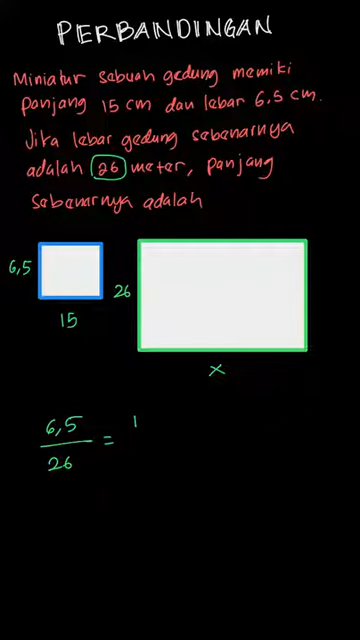 PERBANDINGAN
Miniatur sebuah gedung memiki
panjang 15 cm dan lebar 6,5 cm.
Jika lebar gedung sebenarnya
adalah 26 meter, panjang
sebenarnya adalah
6,5
26
15
x
6,5
=
26